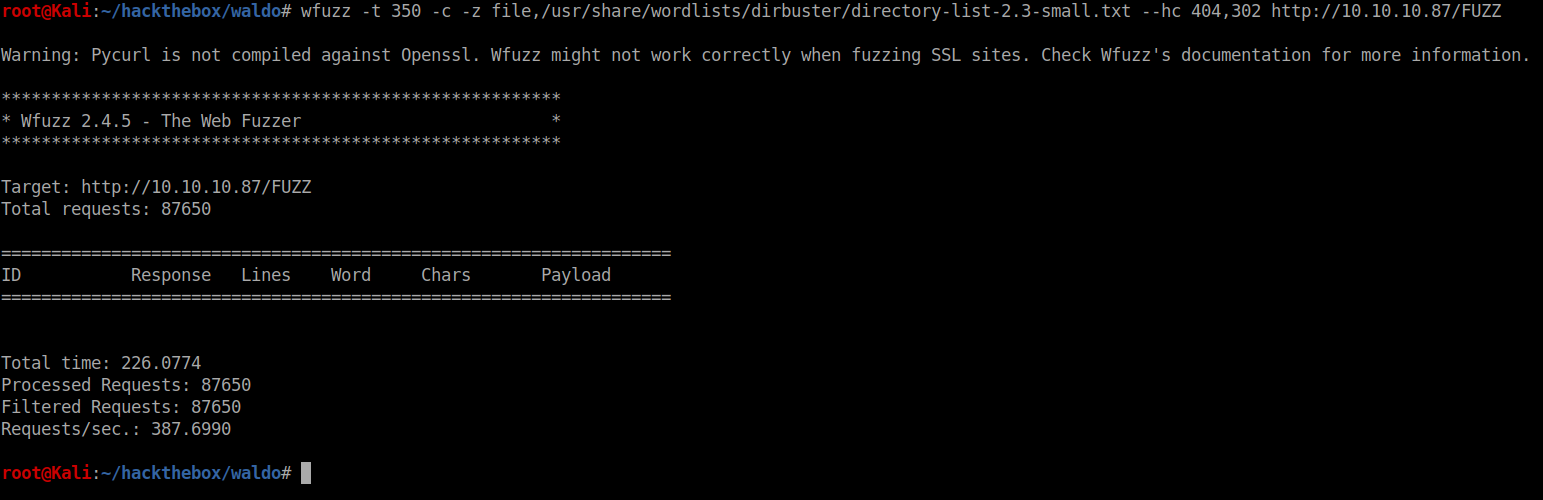 root@Kali:~/hackthebox/waldo# wfuzz -t 350 -c -z file,/usr/share/wordlists/dirbuster/directory-list-2.3-small.txt --hc 404,302 http://10.10.10.87/FUZZ
Warning: Pycurl is not compiled against Openssl. Wfuzz might not work correctly when fuzzing SSL sites. Check Wfuzz's documentation for more information.
********************************************************
* Wfuzz 2.4.5 - The Web Fuzzer                         *
********************************************************
Target: http://10.10.10.87/FUZZ
Total requests: 87650
===================================================================
ID           Response   Lines    Word     Chars       Payload
===================================================================
Total time: 226.0774
Processed Requests: 87650
Filtered Requests: 87650
Requests/sec.: 387.6990
root@Kali:~/hackthebox/waldo#